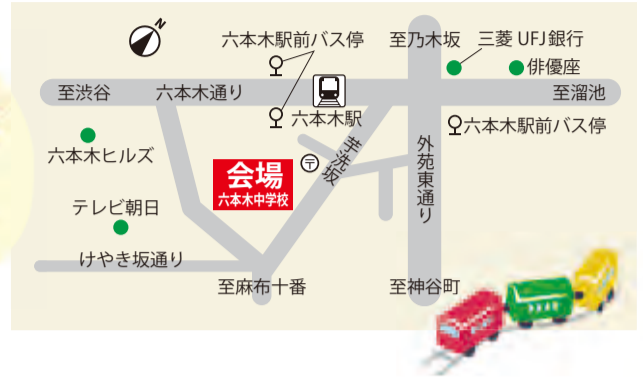 N
六本木駅前バス停
至乃木坂
三菱UFJ銀行
俳優座
至渋谷
六本木通り
至溜池
六本木駅
六本木駅前バス停
六本木ヒルズ
芋洗坂
外苑東通り
〒
会場
六本木中学校
テレビ朝日
けやき坂通り
至麻布十番
至神谷町